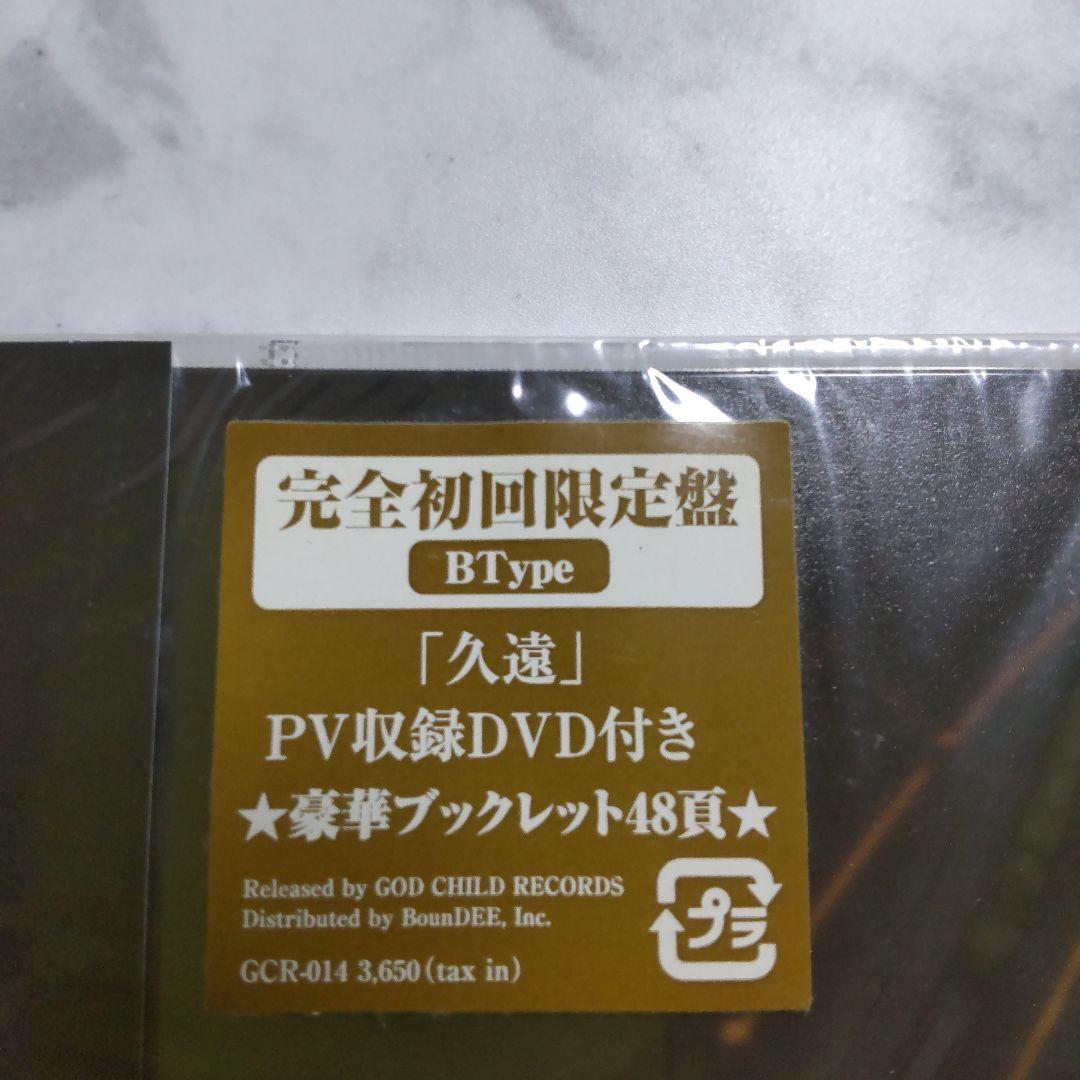 完全初回限定盤
BType
「久遠」
PV収録DVD付き
★豪華ブックレット48頁★
Released by GOD CHILD RECORDS
Distributed by BounDEE, Inc.
プラ
GCR-014 3,650(tax in)